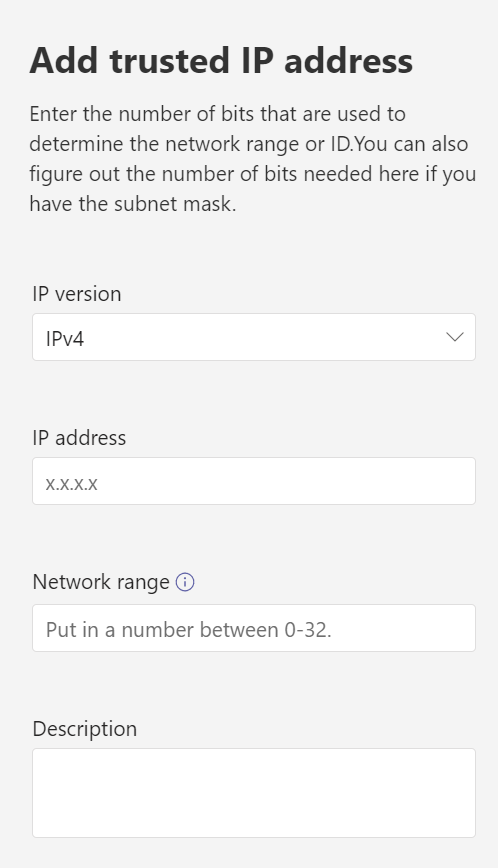 Add trusted IP address
Enter the number of bits that are used to
determine the network range or ID.You can also
figure out the number of bits needed here if you
have the subnet mask.
IP version
IPv4
IP address
x.x.x.x
Network range
Put in a number between 0-32.
Description